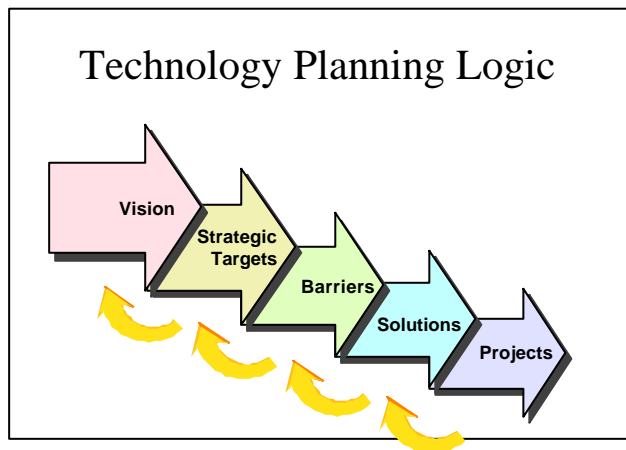 Technology Planning Logic
Vision
Strategic
Targets
Barriers
Solutions
Projects